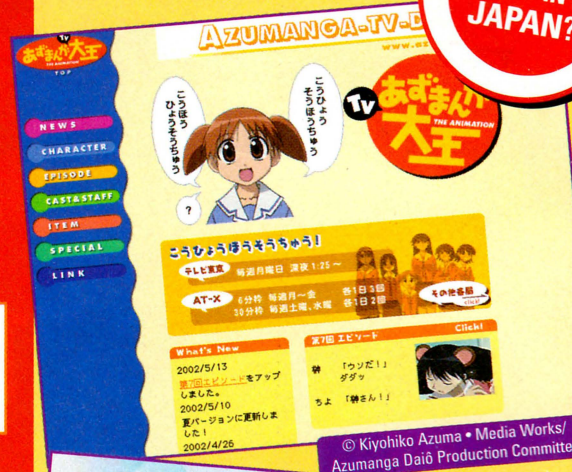 JAPAN?
AZUMANGA-TV-D
www.
TV
あずまんが大王
THE ANIMATION
TOP
NEWS
CHARACTER
EPISODE
CAST&STAFF
ITEM
SPECIAL
LINK
こうひょう
そうほうちゅう
こうほう
ひょうそうちゅう
?
TV
あずまんが
大王
THE ANIMATION
こうひょうほうそうちゅう!
テレビ東京 毎週月曜日 深夜1:25〜
AT-X 6分枠 毎週月〜金 各1日3回
30分枠 毎週土曜、水曜 各1日2回
その他各局
click!
What's New
2002/5/13
第7回エピソードをアップ
しました。
2002/5/10
夏バージョンに更新しま
した!
2002/4/26
第7回 エピソード Click!
榊 「ウソだ!」
ダダッ
ちよ 「榊さん!」
© Kiyohiko Azuma • Media Works/
Azumanga Daiô Production Committe